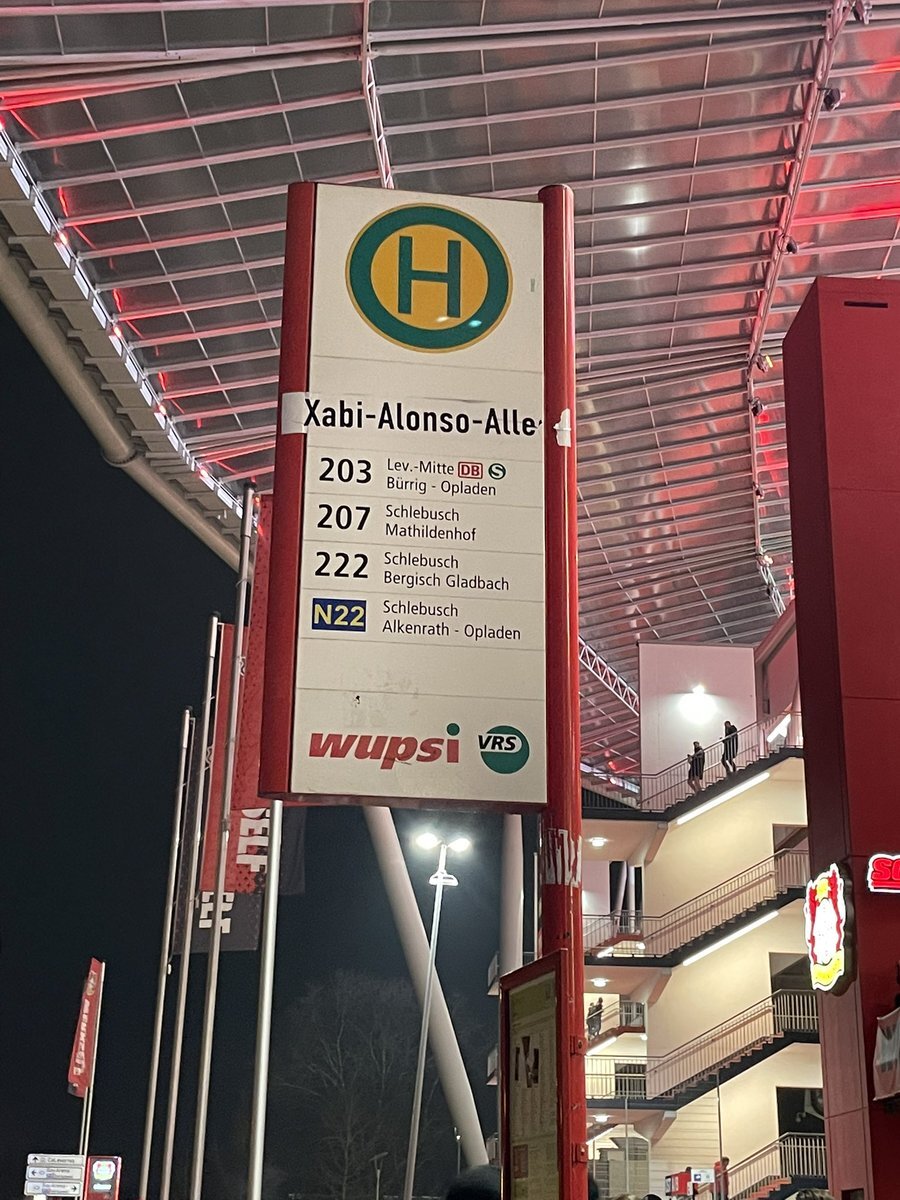 H
Xabi-Alonso-Alle
203 Lev.-Mitte DB S
Bürrig - Opladen
207 Schlebusch
Mathildenhof
222 Schlebusch
Bergisch Gladbach
N22 Schlebusch
Alkenrath - Opladen
wupsi VRS
SELF